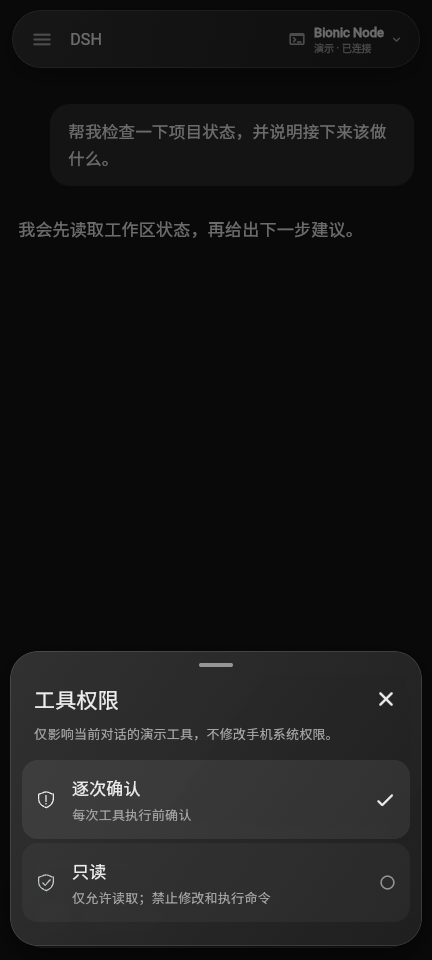 DSH
Bionic Node
演示 · 已连接
帮我检查一下项目状态，并说明接下来该做
什么。
我会先读取工作区状态，再给出下一步建议。
工具权限
仅影响当前对话的演示工具，不修改手机系统权限。
逐次确认
每次工具执行前确认
只读
仅允许读取；禁止修改和执行命令